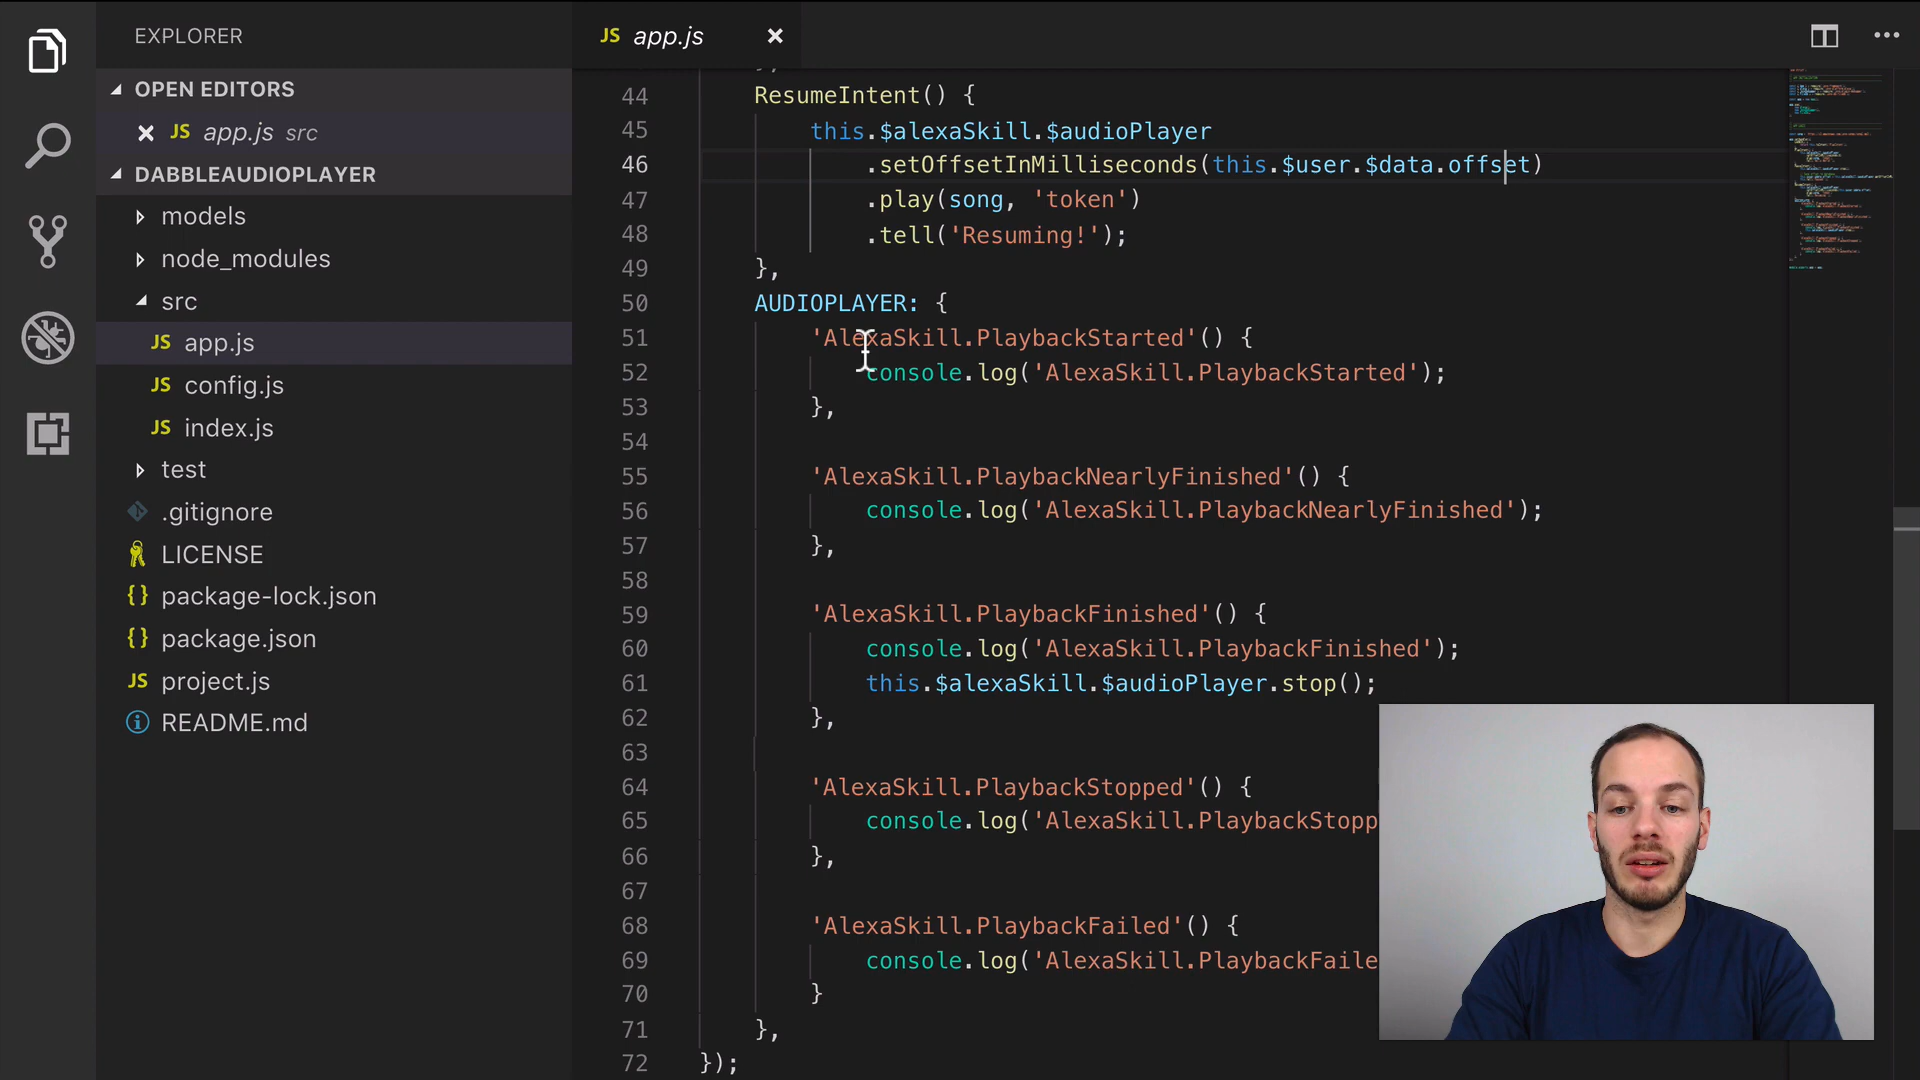 EXPLORER
OPEN EDITORS
JS app.js src
DABBLEAUDIOPLAYER
models
node_modules
src
JS app.js
JS config.js
JS index.js
test
.gitignore
LICENSE
{} package-lock.json
{} package.json
JS project.js
README.md
JS app.js
44 ResumeIntent() {
45 this.$alexaSkill.$audioPlayer
46 .setOffsetInMilliseconds(this.$user.$data.offset)
47 .play(song, 'token')
48 .tell('Resuming!');
49 },
50 AUDIOPLAYER: {
51 'AlexaSkill.PlaybackStarted'() {
52 console.log('AlexaSkill.PlaybackStarted');
53 },
54
55 'AlexaSkill.PlaybackNearlyFinished'() {
56 console.log('AlexaSkill.PlaybackNearlyFinished');
57 },
58
59 'AlexaSkill.PlaybackFinished'() {
60 console.log('AlexaSkill.PlaybackFinished');
61 this.$alexaSkill.$audioPlayer.stop();
62 },
63
64 'AlexaSkill.PlaybackStopped'() {
65 console.log('AlexaSkill.PlaybackStopp
66 },
67
68 'AlexaSkill.PlaybackFailed'() {
69 console.log('AlexaSkill.PlaybackFaile
70 }
71 },
72 });